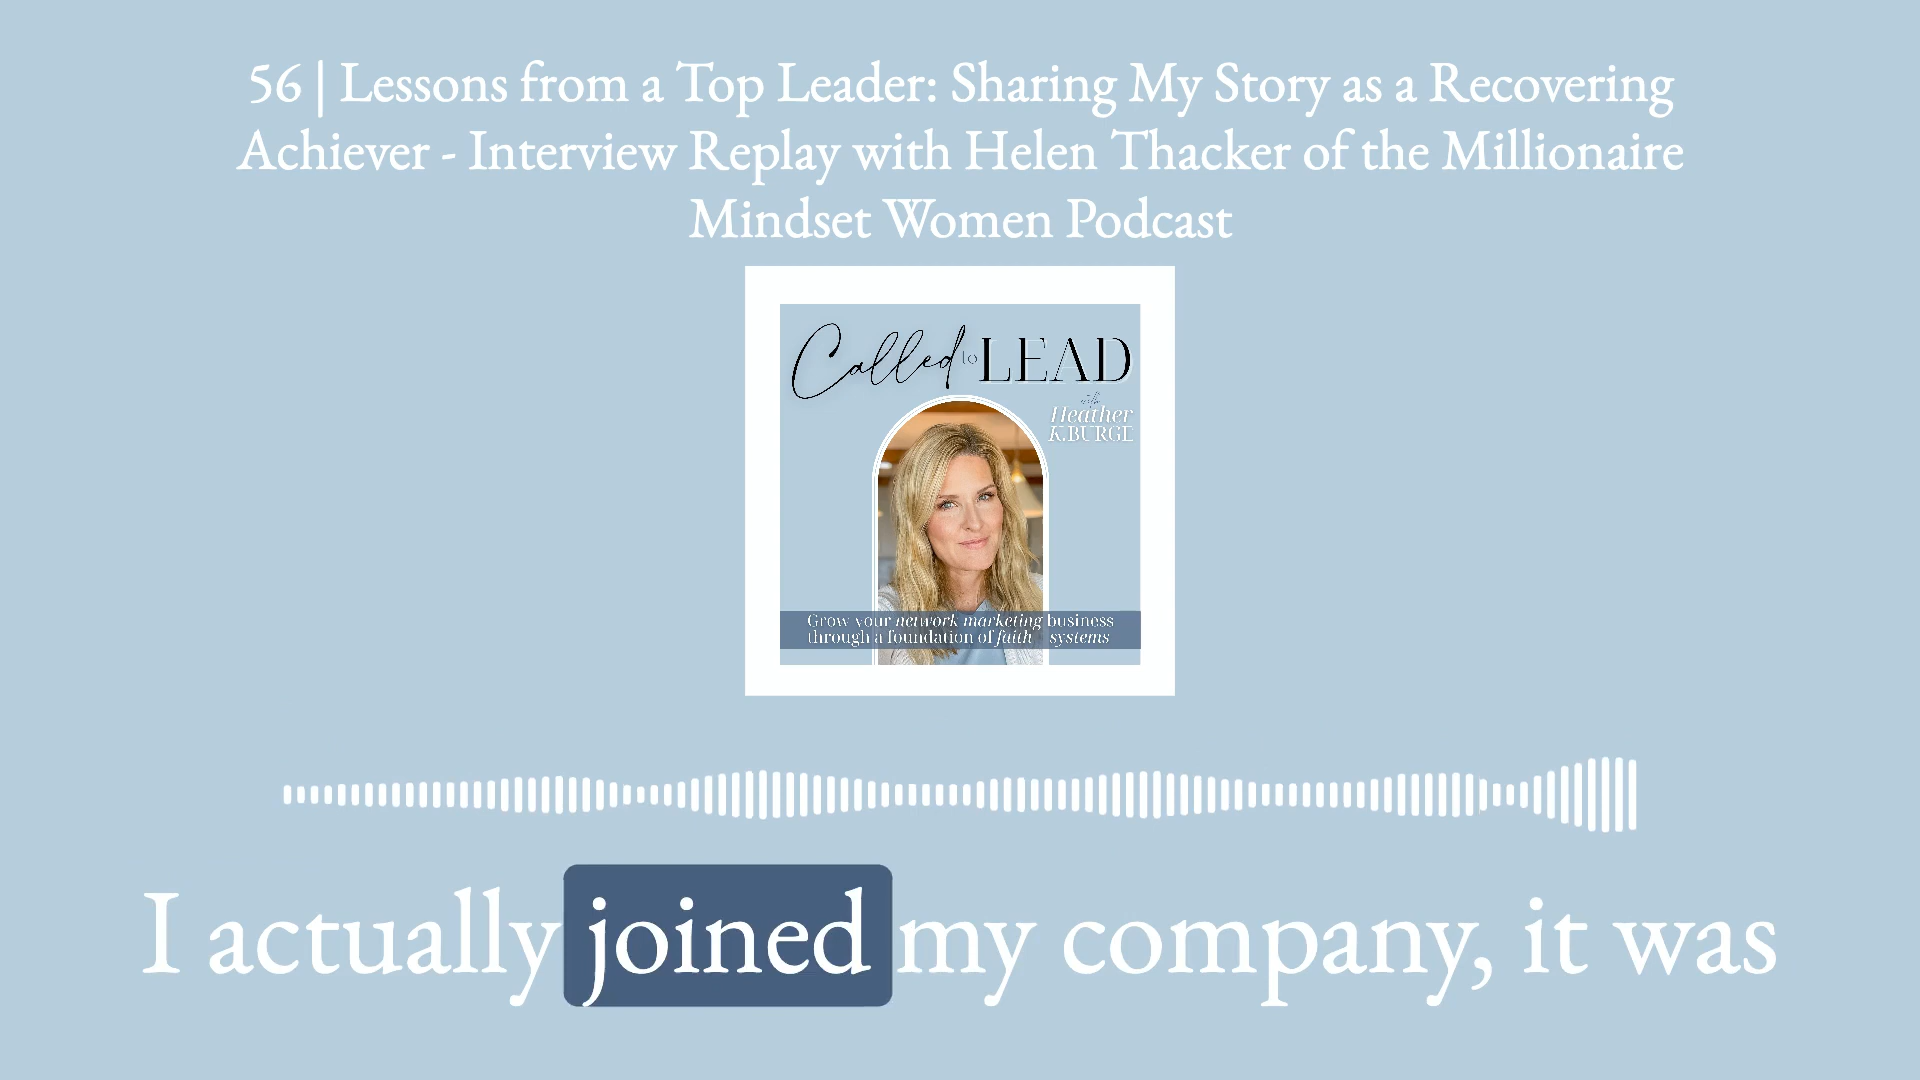 56 | Lessons from a Top Leader: Sharing My Story as a Recovering
Achiever - Interview Replay with Helen Thacker of the Millionaire
Mindset Women Podcast
Called to LEAD
with
Heather
K.BURGE
Grow your network marketing business
through a foundation of faith + systems
I actually joined my company, it was